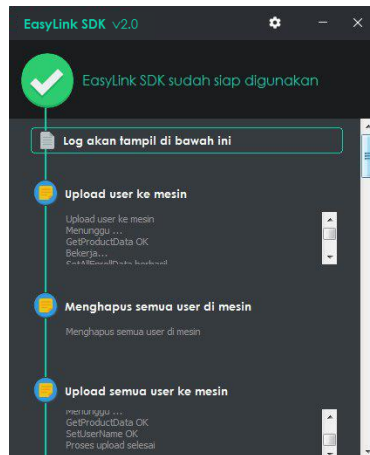 EasyLink SDK v2.0
EasyLink SDK sudah siap digunakan
Log akan tampil di bawah ini
Upload user ke mesin
Upload user ke mesin
Menunggu ...
GetProductData OK
Bekerja...
SetAllEmplData berhasil
Menghapus semua user di mesin
Menghapus semua user di mesin
Upload semua user ke mesin
Menunggu ...
GetProductData OK
SetUserName OK
Proses upload selesai